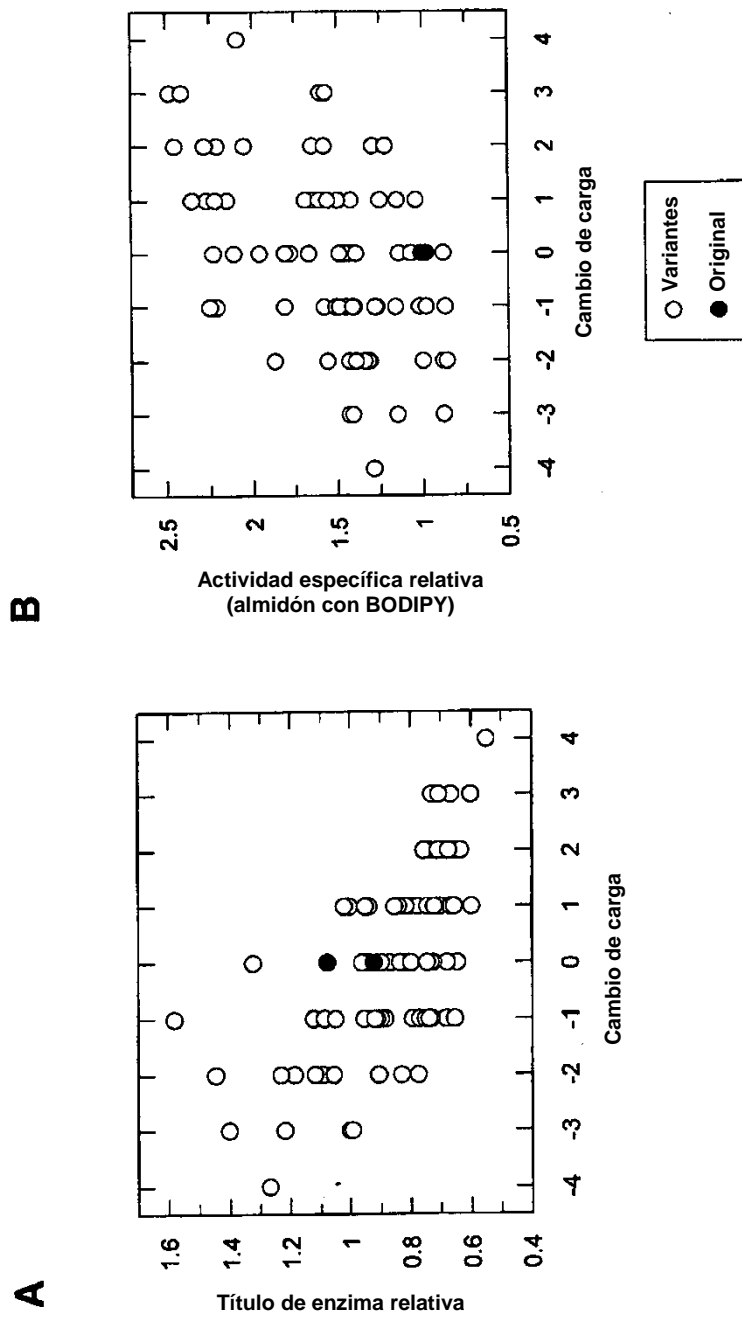 A
Título de enzima relativa
1.6
1.4
1.2
1
0.8
0.6
0.4
-4 -3 -2 -1 0 1 2 3 4
Cambio de carga
B
Actividad específica relativa
(almidón con BODIPY)
2.5
2
1.5
1
0.5
-4 -3 -2 -1 0 1 2 3 4
Cambio de carga
Variantes
Original